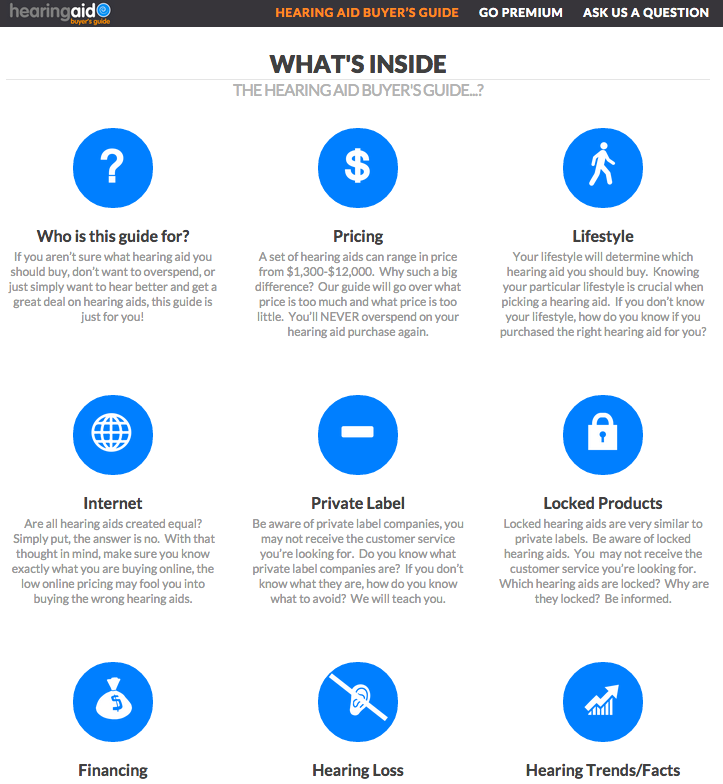 hearingaid
buyer's guide
HEARING AID BUYER'S GUIDE
GO PREMIUM
ASK US A QUESTION
WHAT'S INSIDE
THE HEARING AID BUYER'S GUIDE...?
?
$
Who is this guide for?
If you aren't sure what hearing aid you
should buy, don't want to overspend, or
just simply want to hear better and get a
great deal on hearing aids, this guide is
just for you!
Pricing
A set of hearing aids can range in price
from $1,300-$12,000. Why such a big
difference? Our guide will go over what
price is too much and what price is too
little. You'll NEVER overspend on your
hearing aid purchase again.
Lifestyle
Your lifestyle will determine which
hearing aid you should buy. Knowing
your particular lifestyle is crucial when
picking a hearing aid. If you don't know
your lifestyle, how do you know if you
purchased the right hearing aid for you?
Internet
Are all hearing aids created equal?
Simply put, the answer is no. With that
thought in mind, make sure you know
exactly what you are buying online, the
low online pricing may fool you into
buying the wrong hearing aids.
Private Label
Be aware of private label companies, you
may not receive the customer service
you're looking for. Do you know what
private label companies are? If you don't
know what they are, how do you know
what to avoid? We will teach you.
Locked Products
Locked hearing aids are very similar to
private labels. Be aware of locked
hearing aids. You may not receive the
customer service you're looking for.
Which hearing aids are locked? Why are
they locked? Be informed.
$
Financing
Hearing Loss
Hearing Trends/Facts